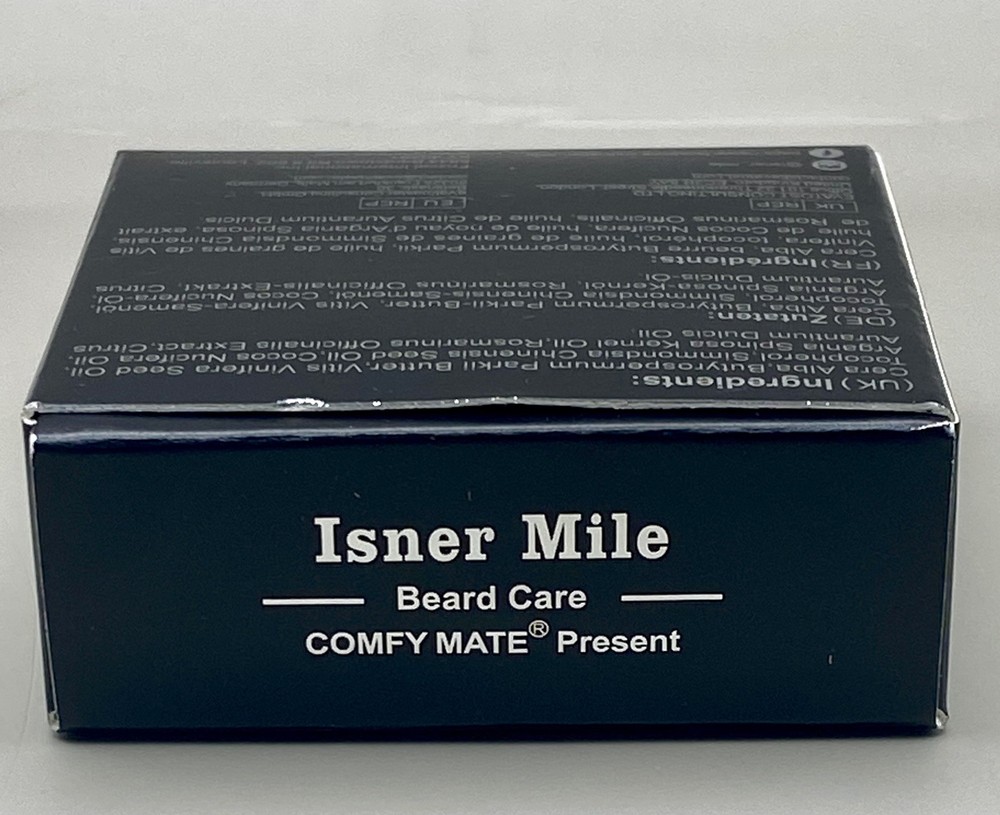 Isner Mile
Beard Care
COMFY MATE® Present
(UK) Ingredients:
Cera Alba, Butyrospermum Parkii Butter, Vitis Vinifera Seed Oil,
Tocopherol, Simmondsia Chinensis Seed Oil, Cocos Nucifera Oil,
Argania Spinosa Kernel Oil, Rosmarinus Officinalis Extract, Citrus
Aurantium Dulcis Oil
(DE) Zutaten:
Cera Alba, Butyrospermum Parkii-Butter, Vitis Vinifera-Samenöl,
Tocopherol, Simmondsia Chinensis-Samenöl, Cocos Nucifera-Öl,
Argania Spinosa-Kernöl, Rosmarinus Officinalis-Extrakt, Citrus
Aurantium Dulcis-Öl
(FR) Ingrédients:
Cera Alba, beurre de Butyrospermum Parkii, huile de graines de Vitis
Vinifera, tocophérol, huile de graines de Simmondsia Chinensis,
huile de Cocos Nucifera, huile de noyau d'Argania Spinosa, extrait
de Rosmarinus Officinalis, huile de Citrus Aurantium Dulcis
UK REP
EU REP